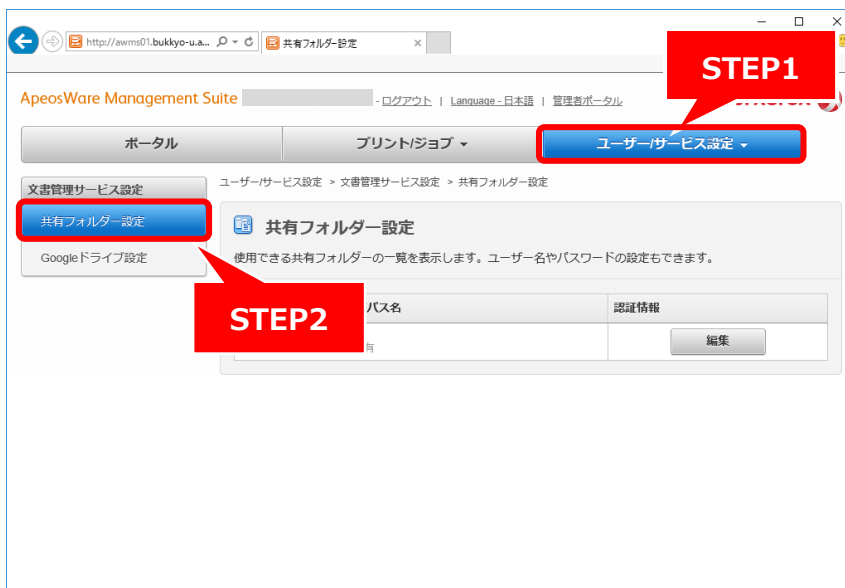 http://awms01.bukkyo-u.a...
共有フォルダー設定
STEP1
ApeosWare Management Suite
- ログアウト | Language - 日本語 | 管理者ポータル
ポータル
プリント/ジョブ
ユーザー/サービス設定
文書管理サービス設定
共有フォルダー設定
Googleドライブ設定
ユーザー/サービス設定 > 文書管理サービス設定 > 共有フォルダー設定
共有フォルダー設定
使用できる共有フォルダーの一覧を表示します。ユーザー名やパスワードの設定もできます。
STEP2
パス名
認証情報
有
編集